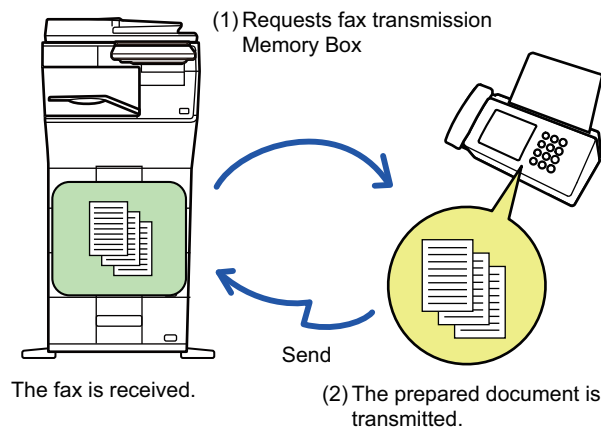 (1) Requests fax transmission
Memory Box
Send
The fax is received.
(2) The prepared document is
transmitted.